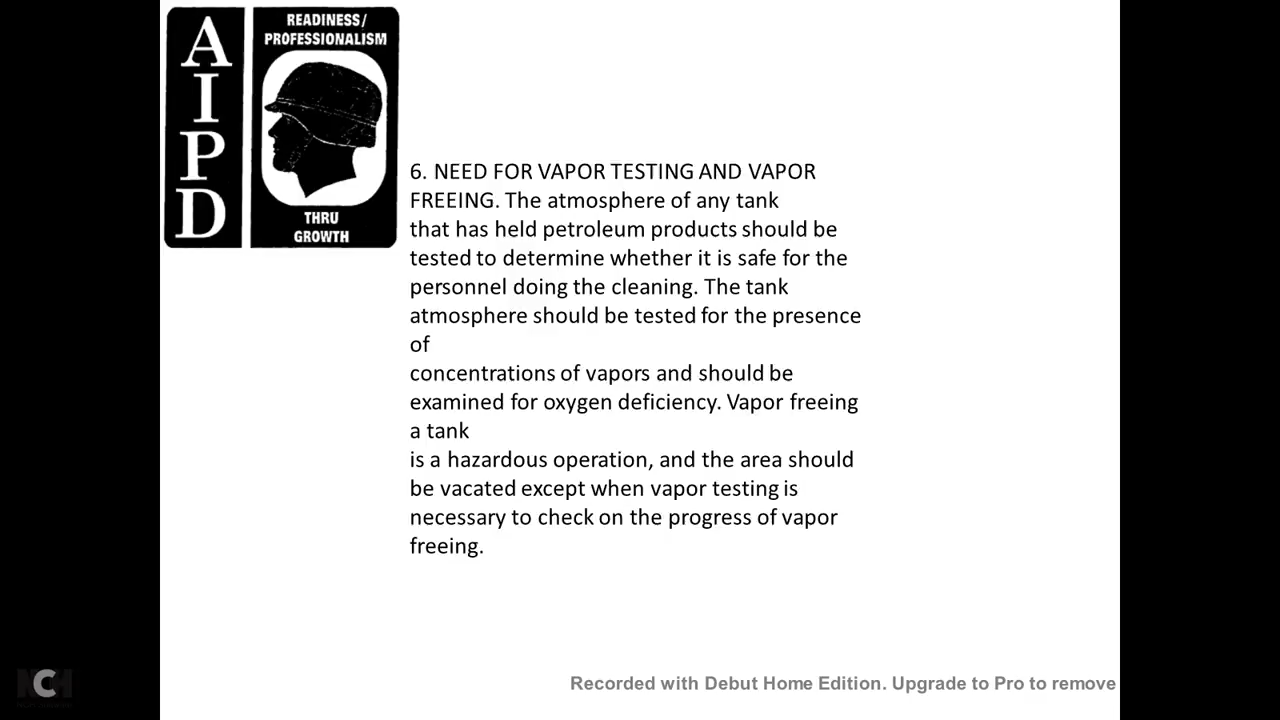 AIPD
READINESS/
PROFESSIONALISM
THRU
GROWTH
6. NEED FOR VAPOR TESTING AND VAPOR
FREEING. The atmosphere of any tank
that has held petroleum products should be
tested to determine whether it is safe for the
personnel doing the cleaning. The tank
atmosphere should be tested for the presence
of
concentrations of vapors and should be
examined for oxygen deficiency. Vapor freeing
a tank
is a hazardous operation, and the area should
be vacated except when vapor testing is
necessary to check on the progress of vapor
freeing.
NCH
Recorded with Debut Home Edition. Upgrade to Pro to remove